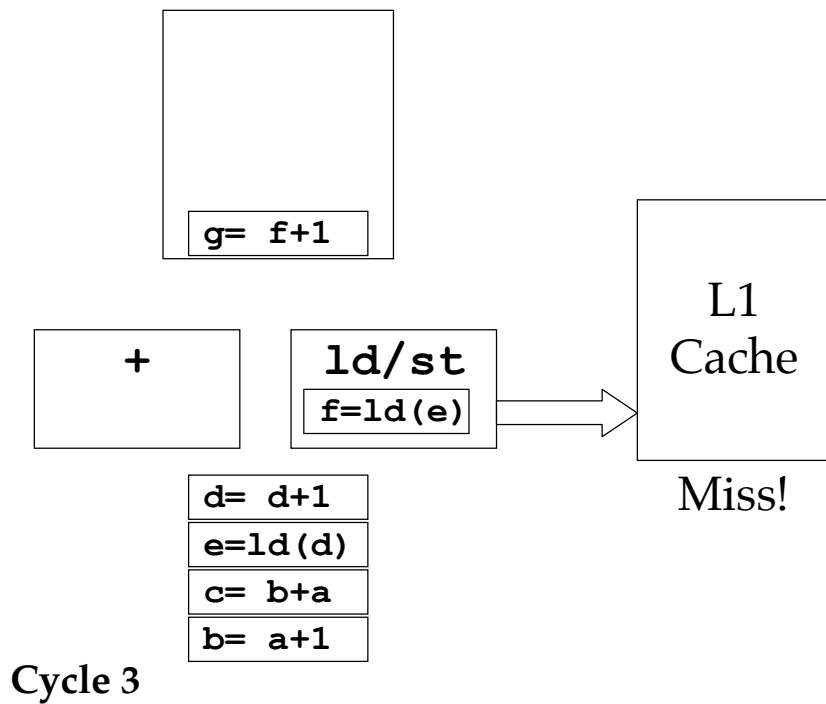 g= f+1
+
ld/st
f=ld(e)
L1
Cache
Miss!
d= d+1
e=ld(d)
c= b+a
b= a+1
Cycle 3